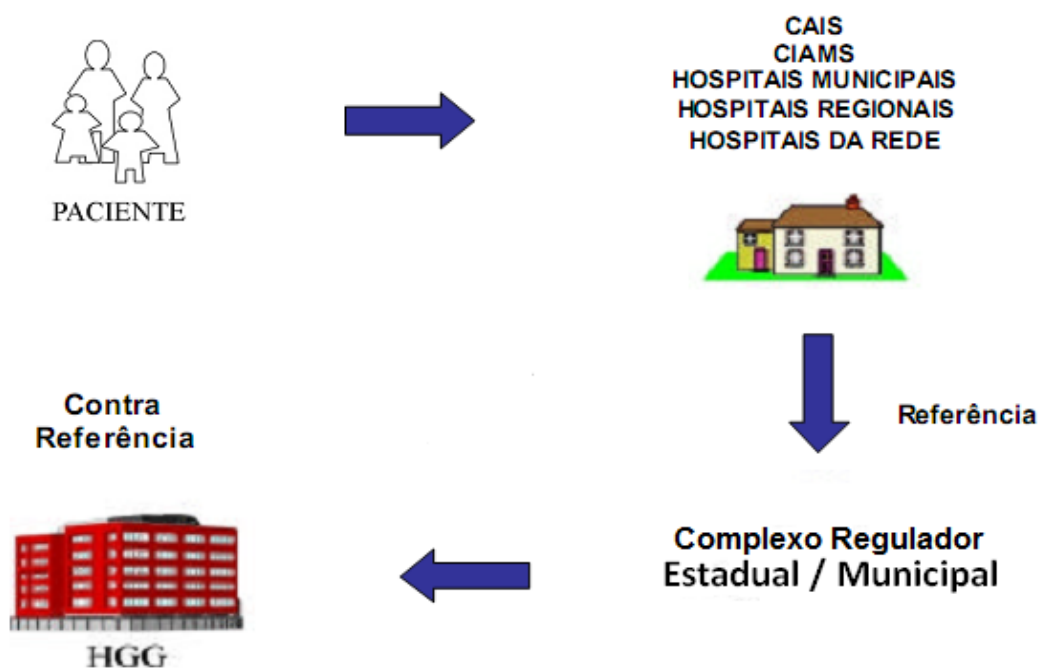 PACIENTE
CAIS
CIAMS
HOSPITAIS MUNICIPAIS
HOSPITAIS REGIONAIS
HOSPITAIS DA REDE
Referência
Complexo Regulador
Estadual / Municipal
Contra
Referência
HGG